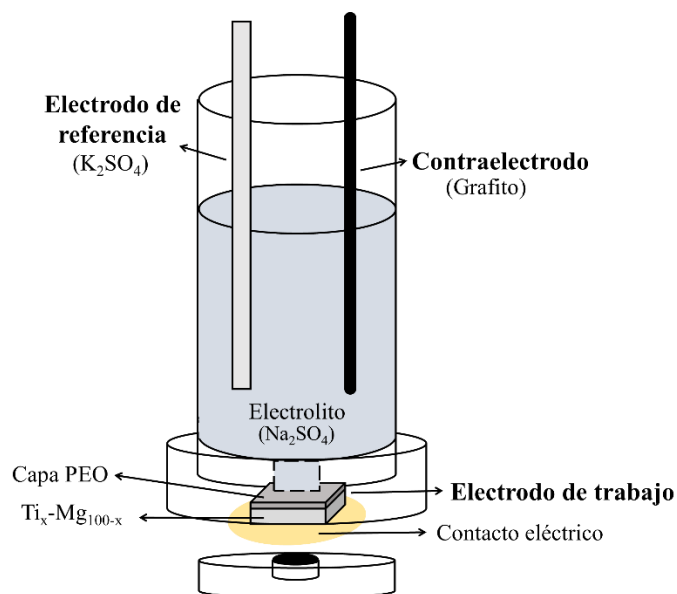 Electrodo de
referencia
(K₂SO₄)
Contraelectrodo
(Grafito)
Electrolito
(Na₂SO₄)
Capa PEO
Electrodo de trabajo
Tiₓ-Mg₁₀₀₋ₓ
Contacto eléctrico